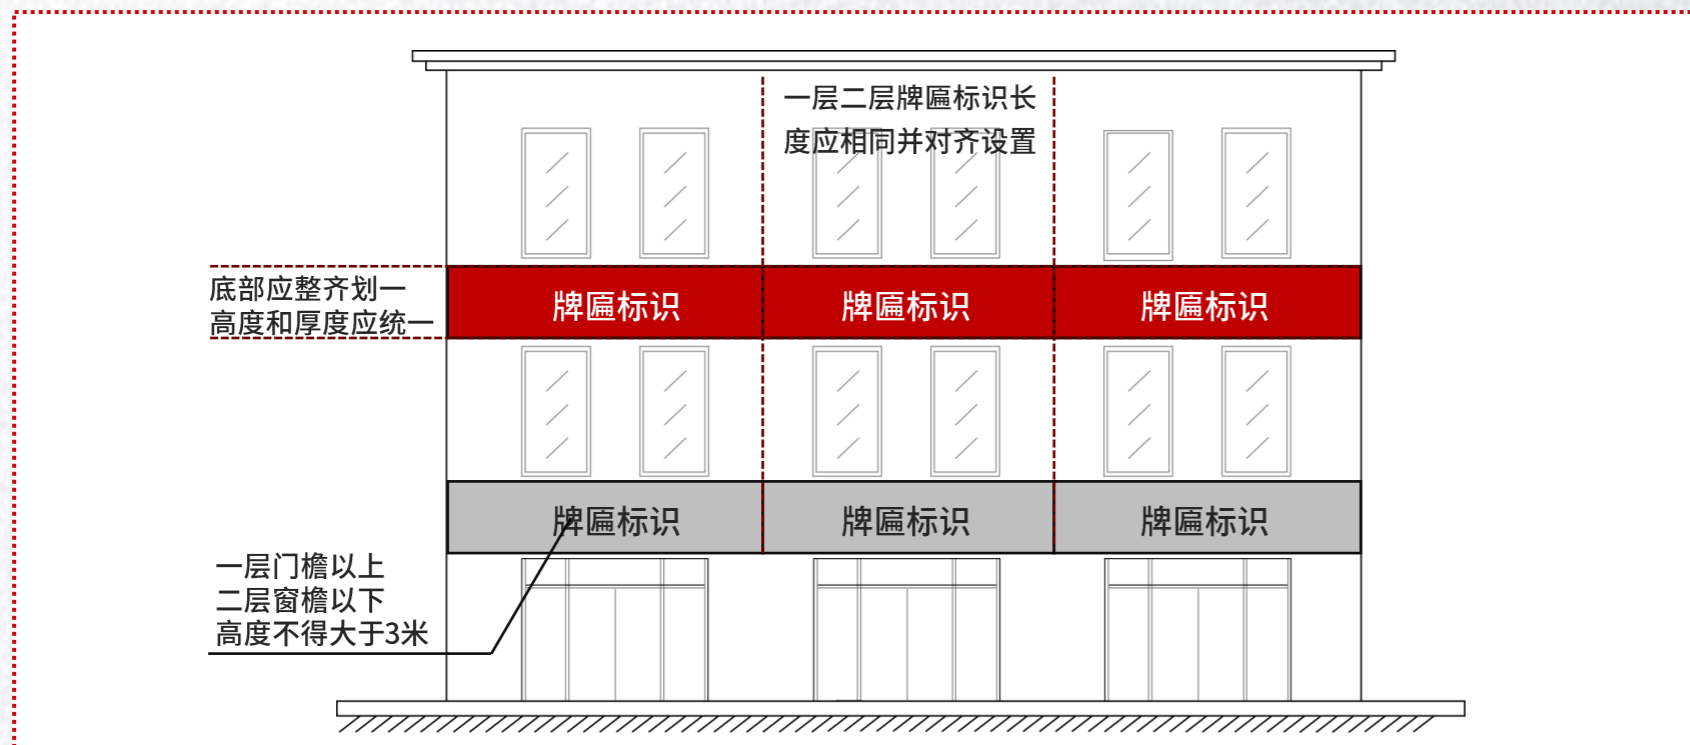 一层二层牌匾标识长
度应相同并对齐设置
底部应整齐划一
高度和厚度应统一
牌匾标识
牌匾标识
牌匾标识
牌匾标识
牌匾标识
牌匾标识
一层门檐以上
二层窗檐以下
高度不得大于3米